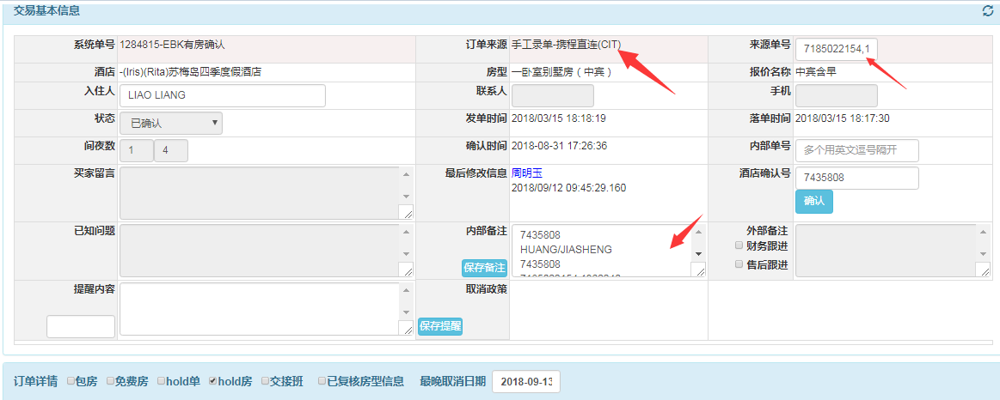 交易基本信息
系统单号 1284815-EBK有房确认 订单来源 手工录单-携程直连(CIT) 来源单号 7185022154,1
酒店 -(Iris)(Rita)苏梅岛四季度假酒店 房型 一卧室别墅房（中宾） 报价名称 中宾含早
入住人 LIAO LIANG 联系人 手机
状态 已确认 发单时间 2018/03/15 18:18:19 落单时间 2018/03/15 18:17:30
间夜数 1 4 确认时间 2018-08-31 17:26:36 内部单号 多个用英文逗号隔开
买家留言 最后修改信息 周明玉 酒店确认号 7435808
2018/09/12 09:45:29.160
确认
已知问题 内部备注 7435808 外部备注
HUANG/JIASHENG 财务跟进
保存备注 7435808 售后跟进
提醒内容 取消政策
保存提醒
订单详情 包房 免费房 hold单 hold房 交接班 已复核房型信息 最晚取消日期 2018-09-13